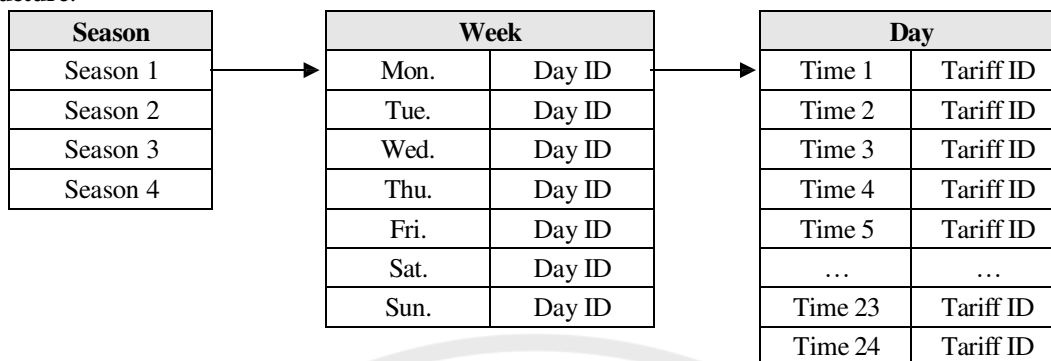 Season
Season 1
Season 2
Season 3
Season 4
Week
Mon. Day ID
Tue. Day ID
Wed. Day ID
Thu. Day ID
Fri. Day ID
Sat. Day ID
Sun. Day ID
Day
Time 1 Tariff ID
Time 2 Tariff ID
Time 3 Tariff ID
Time 4 Tariff ID
Time 5 Tariff ID
… …
Time 23 Tariff ID
Time 24 Tariff ID